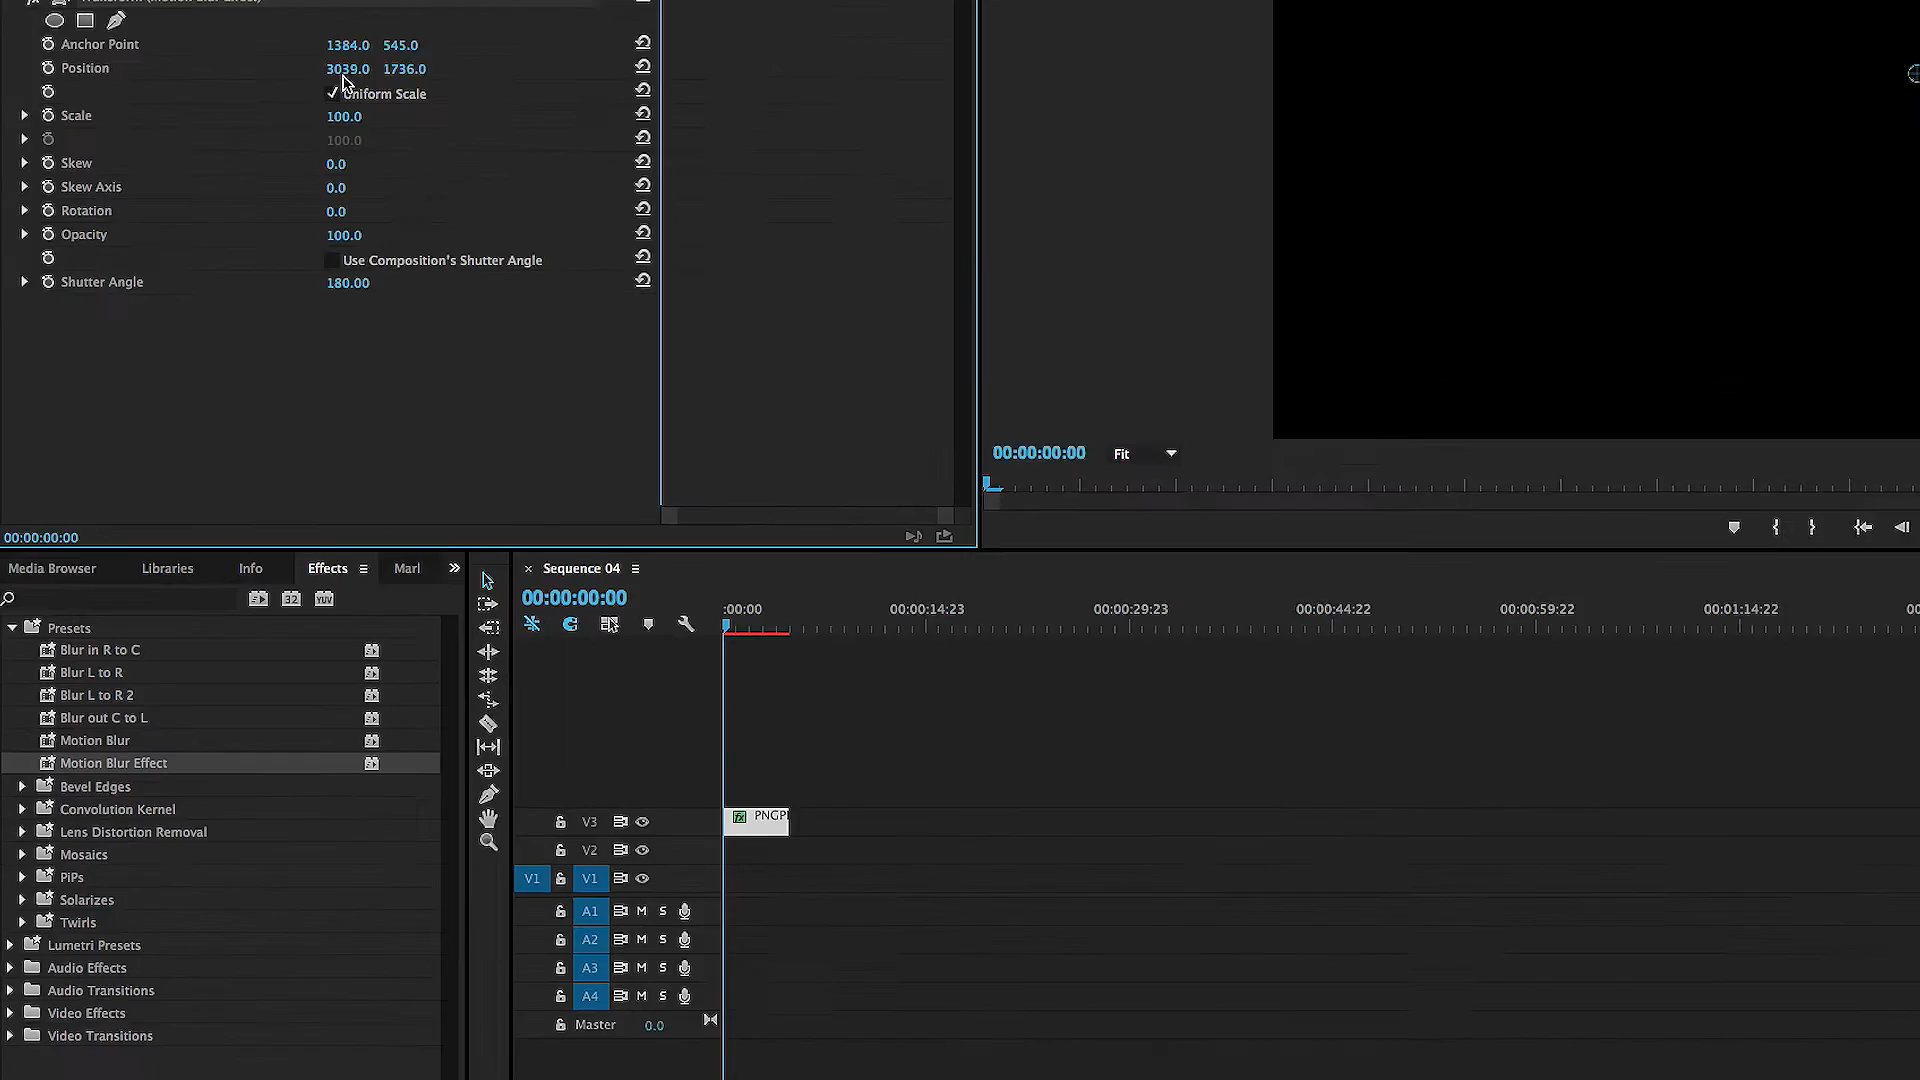 Anchor Point 1384.0 545.0
Position 3039.0 1736.0
Uniform Scale
Scale 100.0
100.0
Skew 0.0
Skew Axis 0.0
Rotation 0.0
Opacity 100.0
Use Composition's Shutter Angle
Shutter Angle 180.00
00:00:00:00 Fit
00:00:00:00
Media Browser Libraries Info Effects Marl
32 YUV
Presets
Blur in R to C
Blur L to R
Blur L to R 2
Blur out C to L
Motion Blur
Motion Blur Effect
Bevel Edges
Convolution Kernel
Lens Distortion Removal
Mosaics
PiPs
Solarizes
Twirls
Lumetri Presets
Audio Effects
Audio Transitions
Video Effects
Video Transitions
Sequence 04
00:00:00:00
:00:00 00:00:14:23 00:00:29:23 00:00:44:22 00:00:59:22 00:01:14:22 00
V3 fx PNGPI
V2
V1 V1
A1 M S
A2 M S
A3 M S
A4 M S
Master 0.0